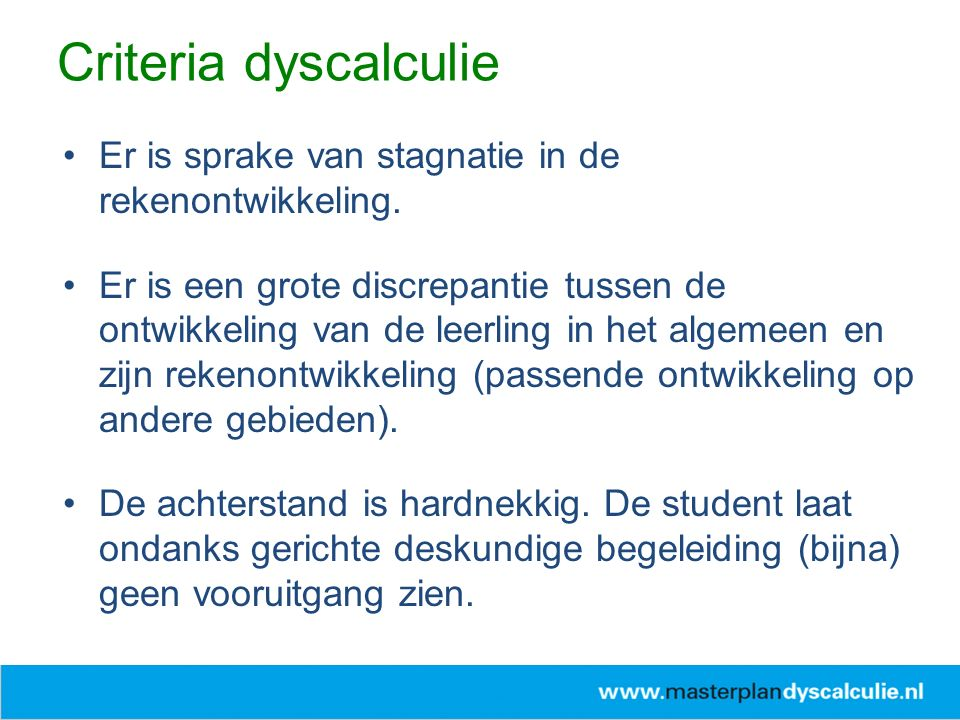 Criteria dyscalculie
• Er is sprake van stagnatie in de
rekenontwikkeling.
• Er is een grote discrepantie tussen de
ontwikkeling van de leerling in het algemeen en
zijn rekenontwikkeling (passende ontwikkeling op
andere gebieden).
• De achterstand is hardnekkig. De student laat
ondanks gerichte deskundige begeleiding (bijna)
geen vooruitgang zien.
www.masterplandyscalculie.nl